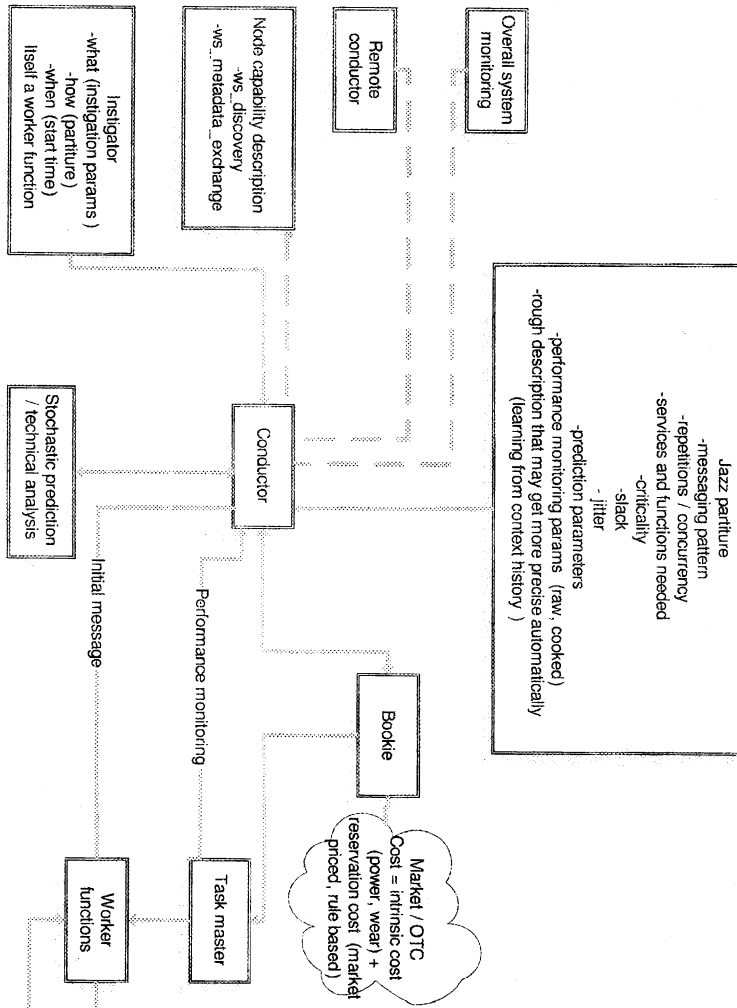 Overall system
monitoring
Remote
conductor
Node capability description
-ws_discovery
-ws_metadata_exchange
Instigator
-what (instigation params )
-how (partiture)
-when (start time)
Itself a worker function
Jazz partiture
-messaging pattern
-repetitions / concurrency
-services and functions needed
-criticality
-slack
- jitter
-prediction parameters
-performance monitoring params (raw, cooked)
-rough description that may get more precise automatically
(learning from context history )
Conductor
Stochastic prediction
/ technical analysis
Initial message
Performance monitoring
Bookie
Market / OTC
Cost = intrinsic cost
(power, wear) +
reservation cost (market
priced, rule based)
Task master
Worker
functions